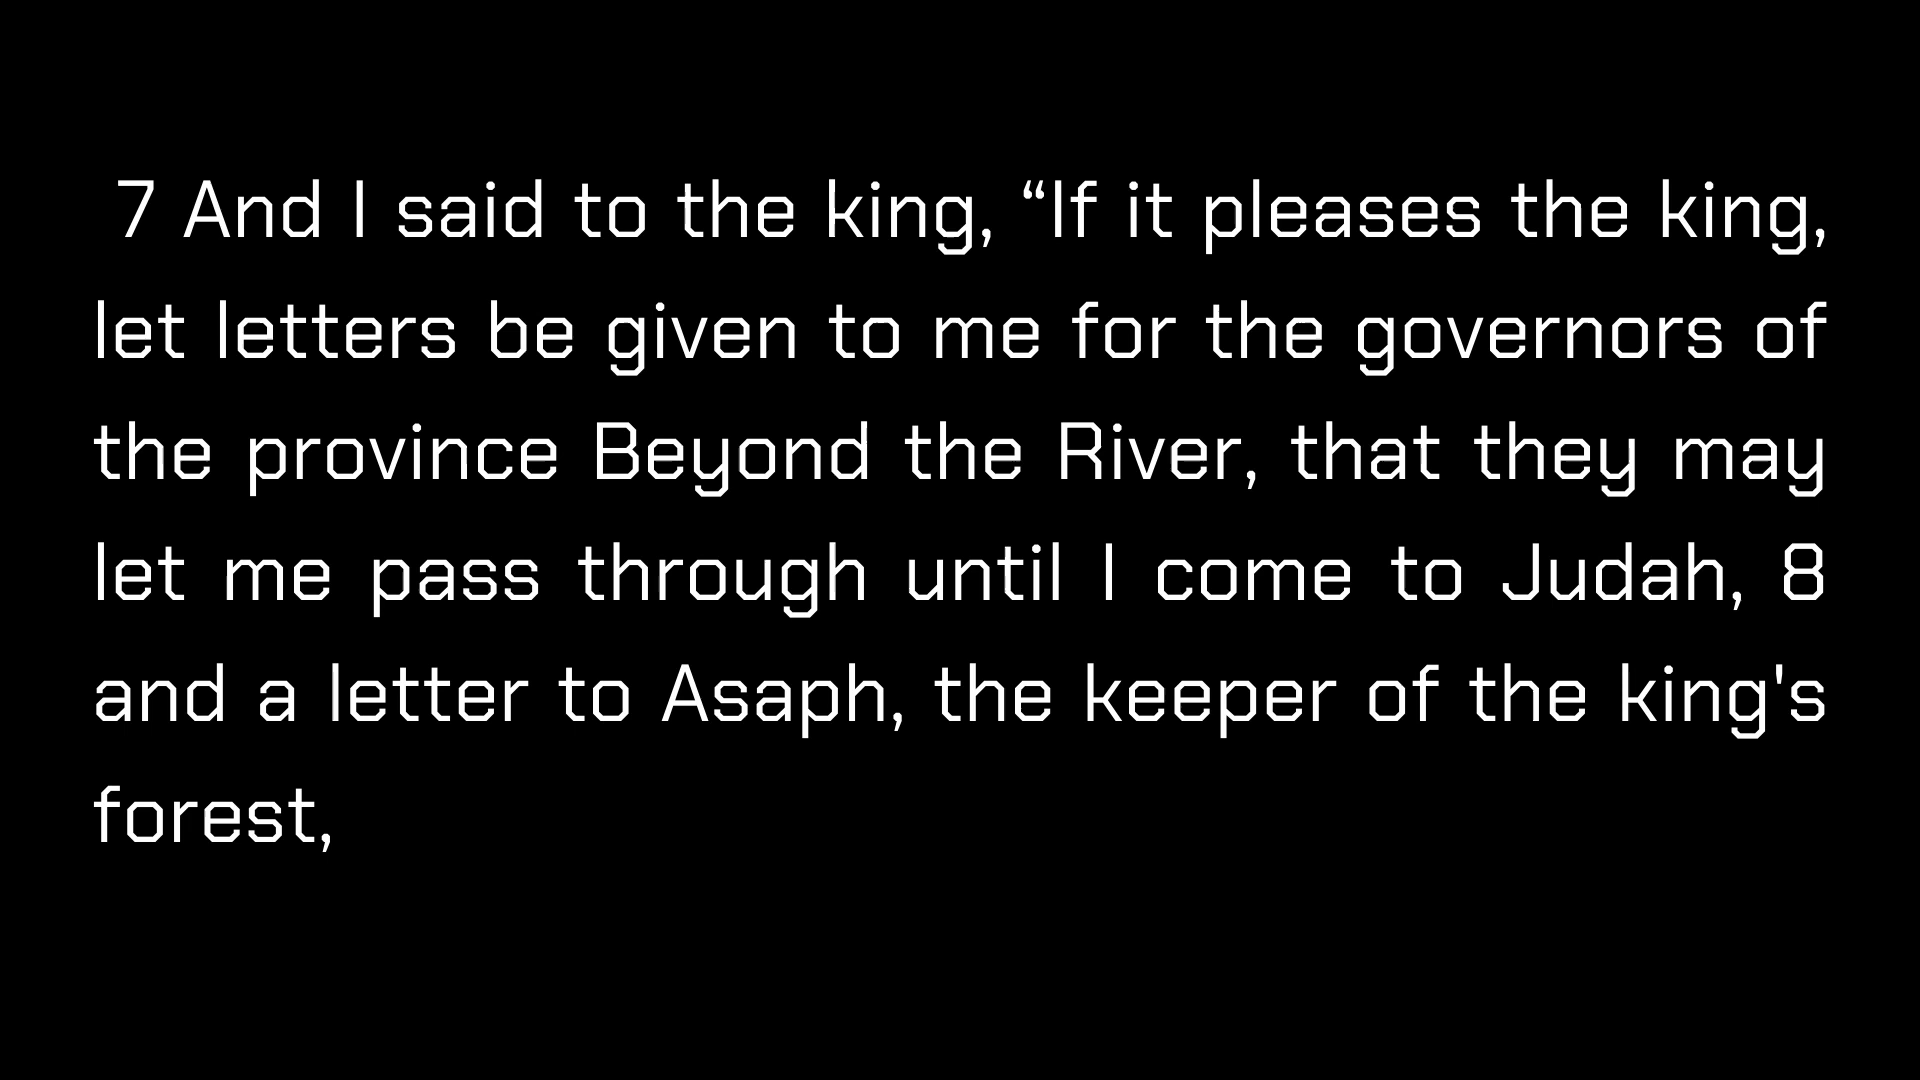 7 And I said to the king, “If it pleases the king,
let letters be given to me for the governors of
the province Beyond the River, that they may
let me pass through until I come to Judah, 8
and a letter to Asaph, the keeper of the king's
forest,